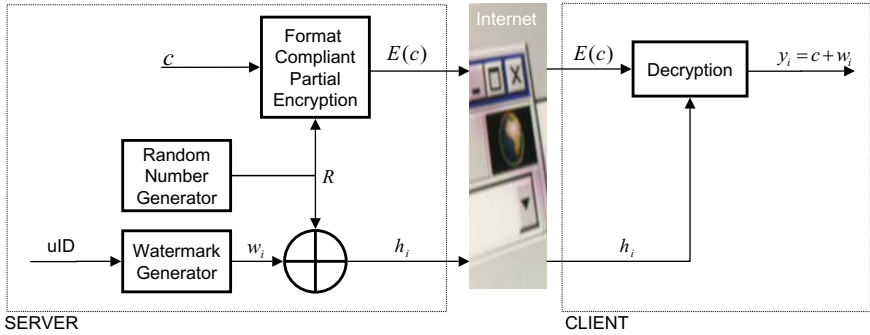 Internet
c
Format
Compliant
Partial
Encryption
E(c)
E(c)
Decryption
y_i = c + w_i
Random
Number
Generator
R
uID
Watermark
Generator
w_i
h_i
h_i
SERVER
CLIENT